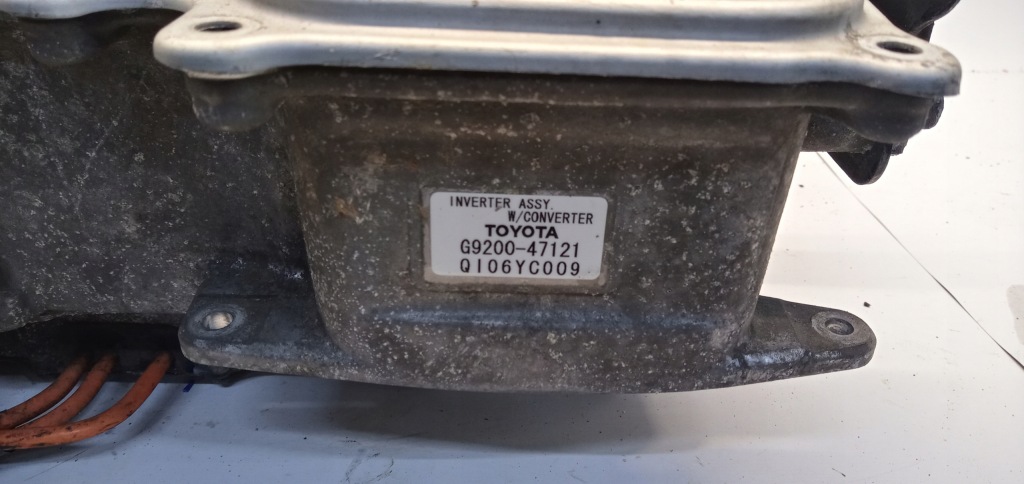 INVERTER ASSY.
W/CONVERTER
TOYOTA
G9200-47121
QI06YC009